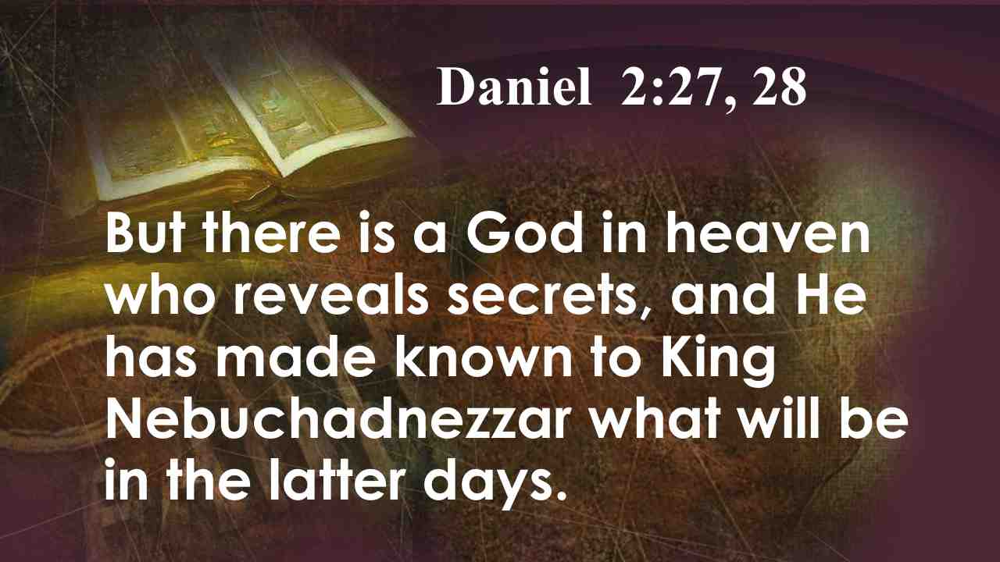 Daniel 2:27, 28
But there is a God in heaven
who reveals secrets, and He
has made known to King
Nebuchadnezzar what will be
in the latter days.